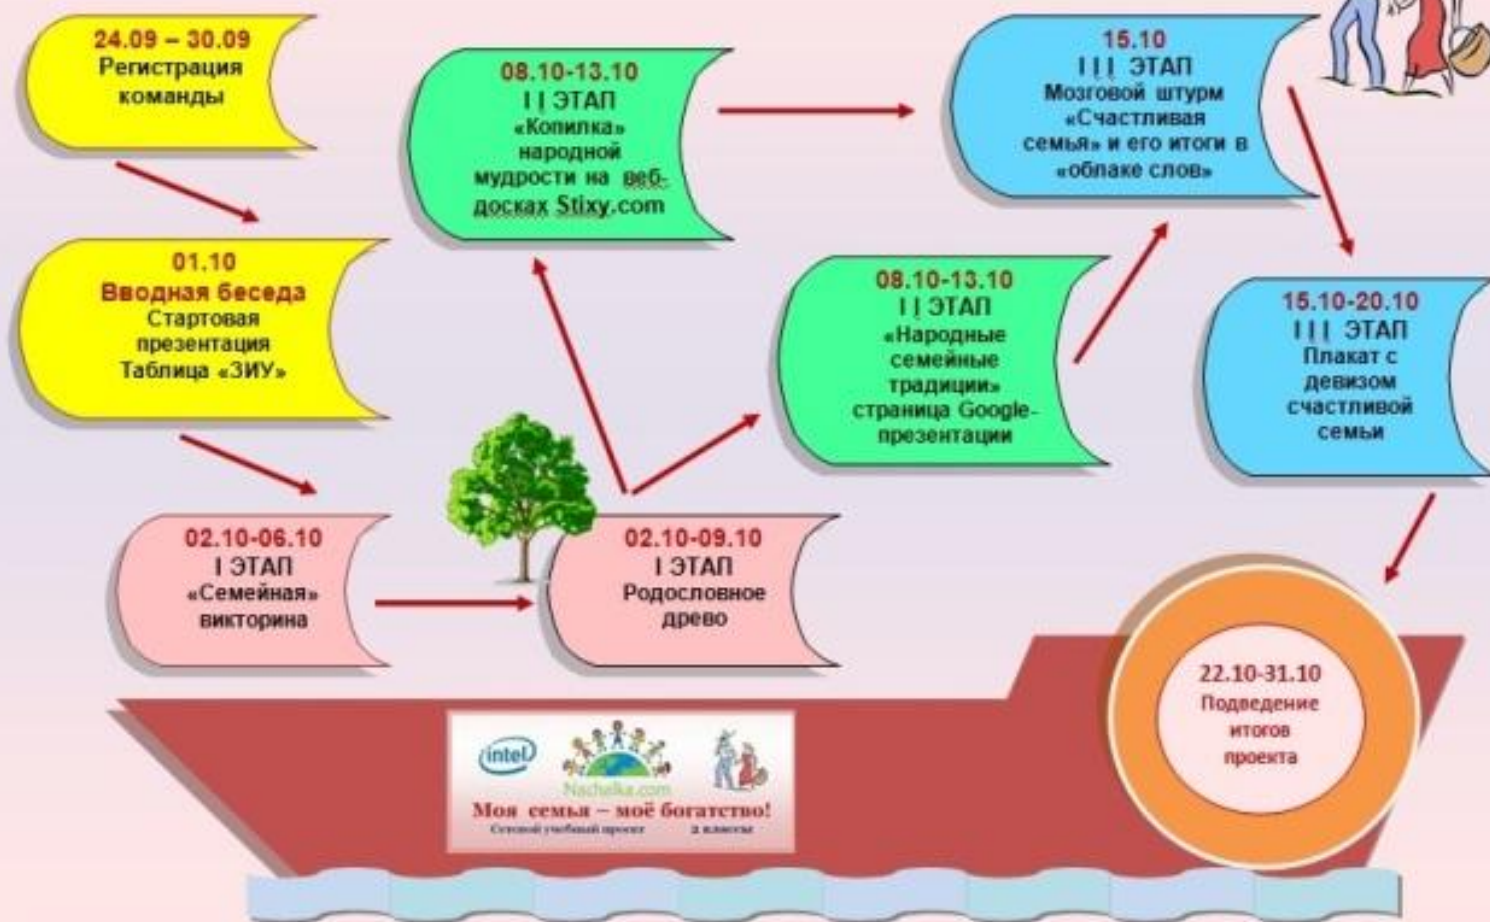 24.09 – 30.09
Регистрация
команды
01.10
Вводная беседа
Стартовая
презентация
Таблица «ЗИУ»
02.10-06.10
I ЭТАП
«Семейная»
викторина
02.10-09.10
I ЭТАП
Родословное
древо
08.10-13.10
I I ЭТАП
«Копилка»
народной
мудрости на веб-
досках Stixy.com
08.10-13.10
I I ЭТАП
«Народные
семейные
традиции»
страница Google-
презентации
15.10
I I I ЭТАП
Мозговой штурм
«Счастливая
семья» и его итоги в
«облаке слов»
15.10-20.10
I I I ЭТАП
Плакат с
девизом
счастливой
семьи
22.10-31.10
Подведение
итогов
проекта
intel
Nachalka.com
Моя семья – моё богатство!
Сетевой учебный проект 2 классы